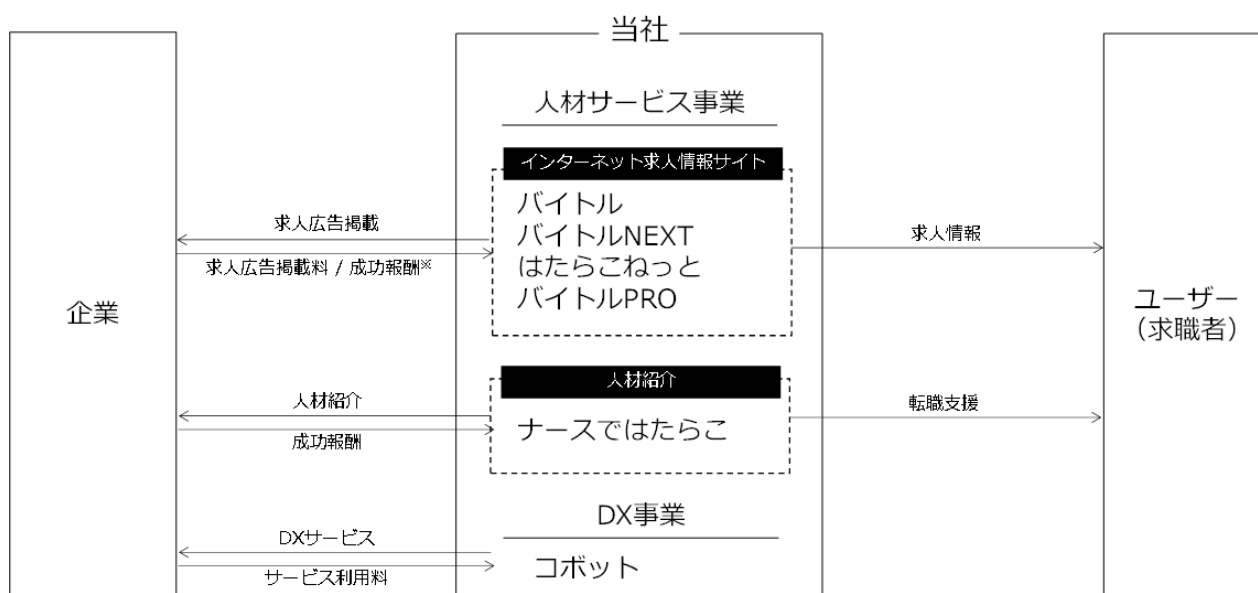 当社
人材サービス事業
インターネット求人情報サイト
バイトル
バイトルNEXT
はたらこねっと
バイトルPRO
求人広告掲載
求人広告掲載料 / 成功報酬※
求人情報
企業
ユーザー
（求職者）
人材紹介
ナースではたらこ
人材紹介
成功報酬
転職支援
DX事業
コボット
DXサービス
サービス利用料